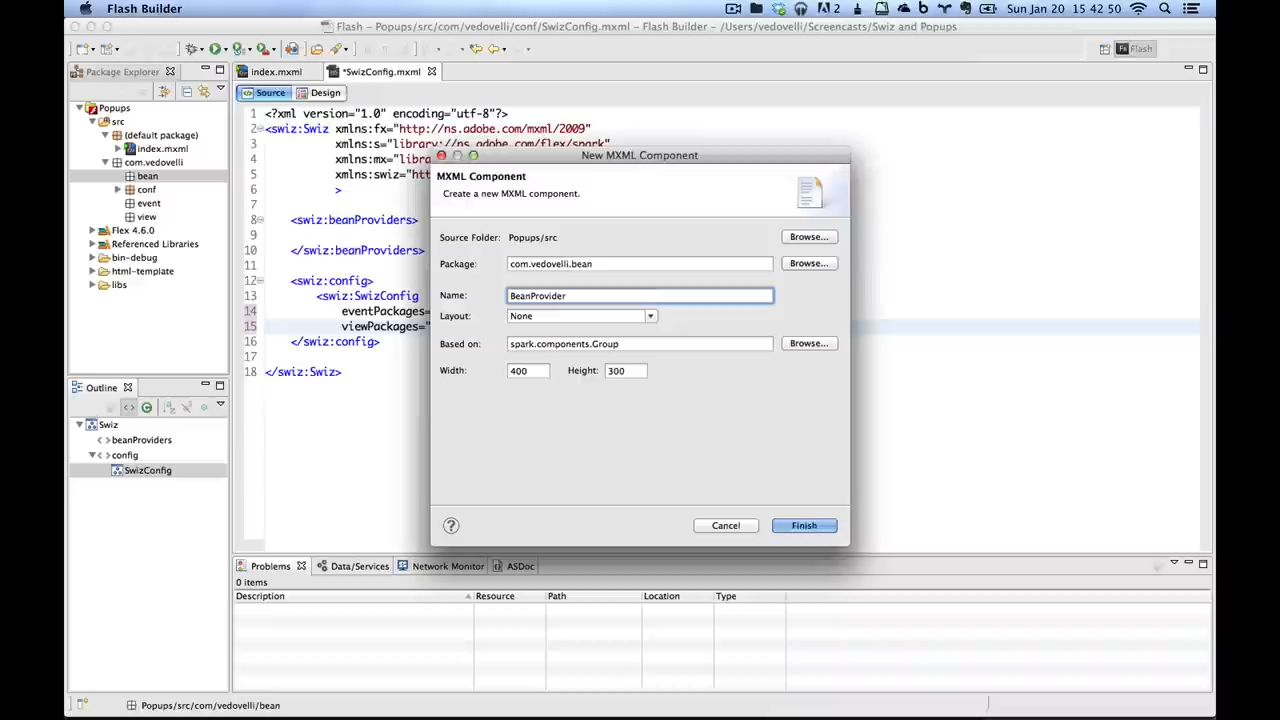 Flash Builder
2
Sun Jan 20 15 42 50
Flash – Popups/src/com/vedovelli/conf/SwizConfig.mxml – Flash Builder – /Users/vedovelli/Screencasts/Swiz and Popups
Flash
Package Explorer
index.mxml
*SwizConfig.mxml
Source
Design
Popups
src
(default package)
index.mxml
com.vedovelli
bean
conf
event
view
Flex 4.6.0
Referenced Libraries
bin-debug
html-template
libs
1 <?xml version="1.0" encoding="utf-8"?>
2 <swiz:Swiz xmlns:fx="http://ns.adobe.com/mxml/2009"
3 xmlns:s="library://ns.adobe.com/flex/spark"
4 xmlns:mx="libra
5 xmlns:swiz="htt
6 >
7
8 <swiz:beanProviders>
9
10 </swiz:beanProviders>
11
12 <swiz:config>
13 <swiz:SwizConfig
14 eventPackages=
15 viewPackages="
16 </swiz:config>
17
18 </swiz:Swiz>
New MXML Component
MXML Component
Create a new MXML component.
Source Folder: Popups/src Browse...
Package: com.vedovelli.bean Browse...
Name: BeanProvider
Layout: None
Based on: spark.components.Group Browse...
Width: 400 Height: 300
? Cancel Finish
Outline
Swiz
beanProviders
config
SwizConfig
Problems
Data/Services
Network Monitor
ASDoc
0 items
Description Resource Path Location Type
Popups/src/com/vedovelli/bean